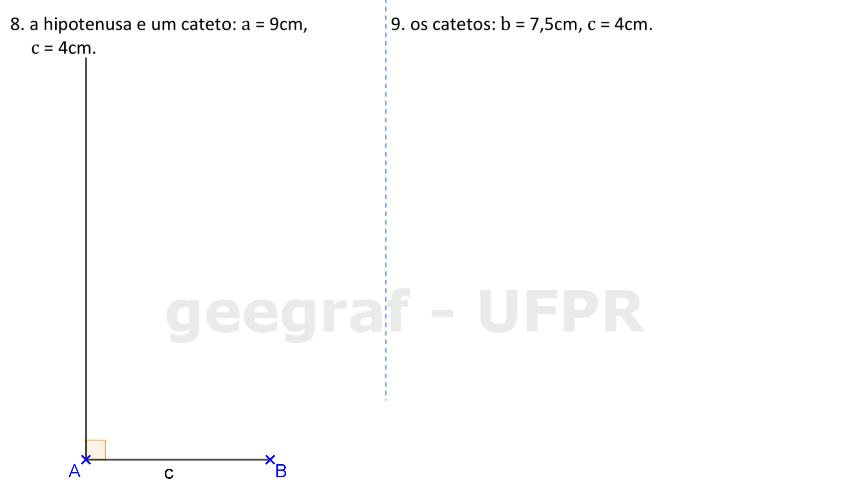 8. a hipotenusa e um cateto: a = 9cm,
c = 4cm.
9. os catetos: b = 7,5cm, c = 4cm.
geegraf - UFPR
A
c
B